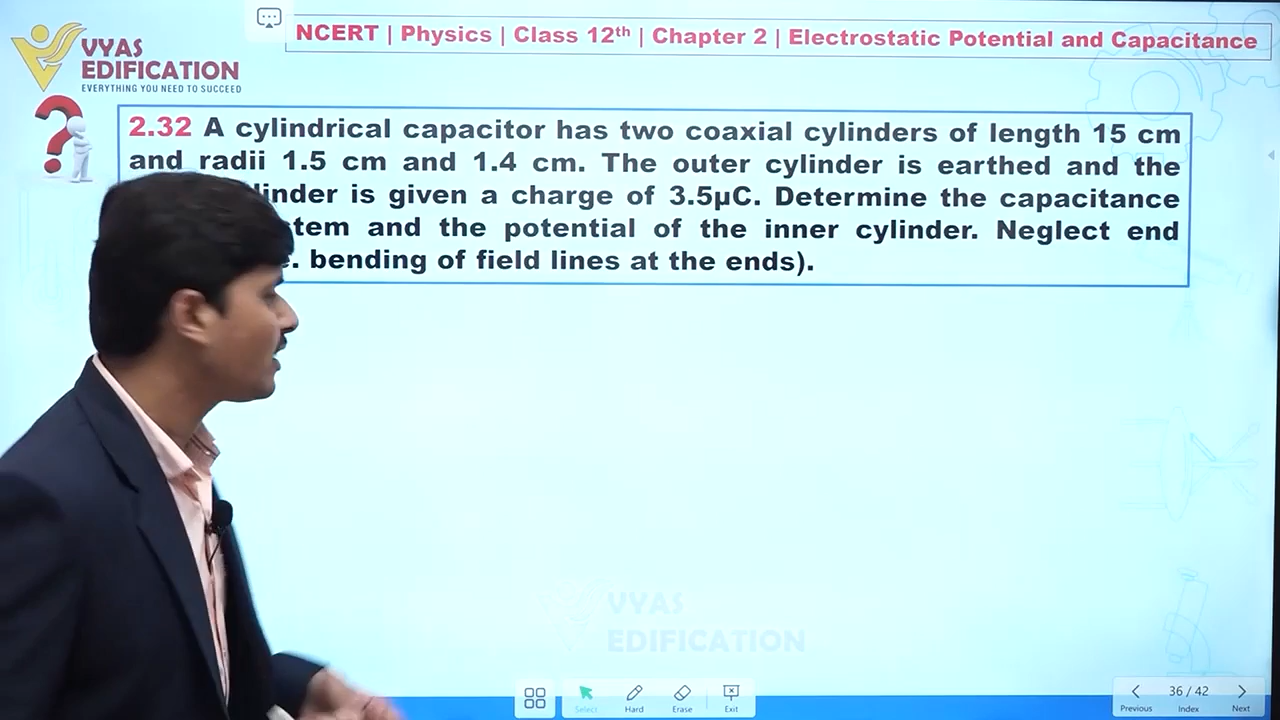 NCERT | Physics | Class 12th | Chapter 2 | Electrostatic Potential and Capacitance
VYAS
EDIFICATION
EVERYTHING YOU NEED TO SUCCEED
2.32 A cylindrical capacitor has two coaxial cylinders of length 15 cm
and radii 1.5 cm and 1.4 cm. The outer cylinder is earthed and the
is given a charge of 3.5μC. Determine the capacitance
and the potential of the inner cylinder. Neglect end
bending of field lines at the ends).
VYAS
EDIFICATION
Select
Hard
Erase
Exit
36 / 42
Previous
Index
Next